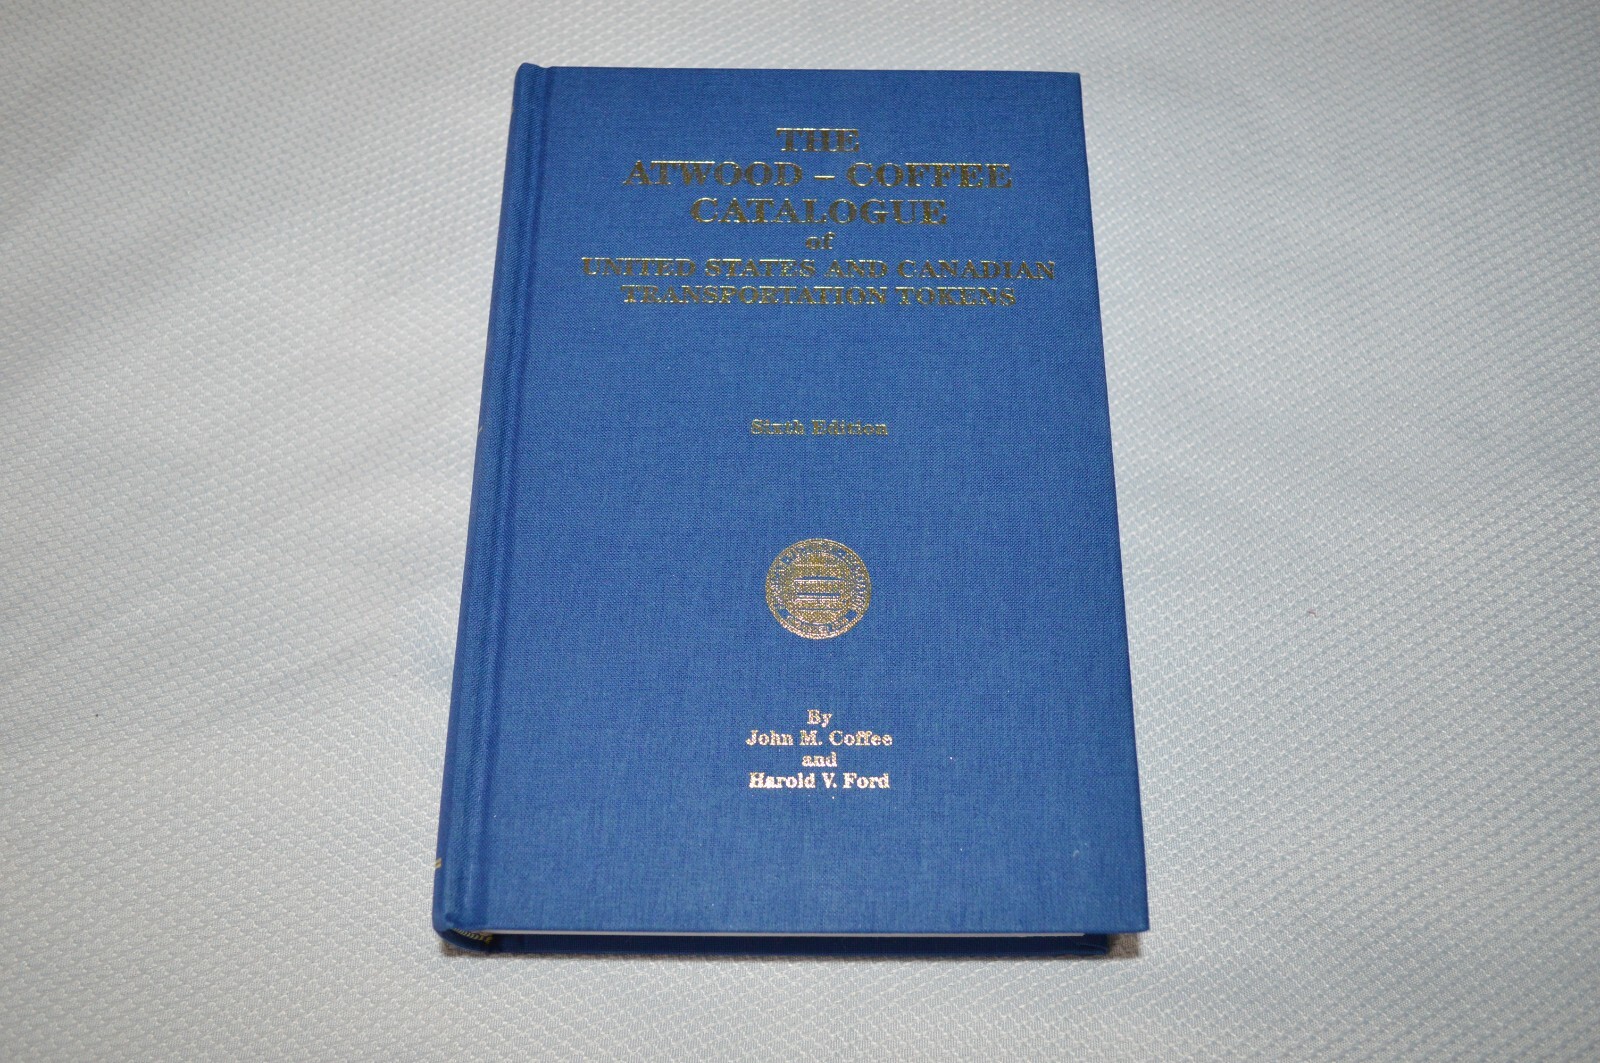 THE
ATWOOD – COFFEE
CATALOGUE
of
UNITED STATES AND CANADIAN
TRANSPORTATION TOKENS
Sixth Edition
By
John M. Coffee
and
Harold V. Ford